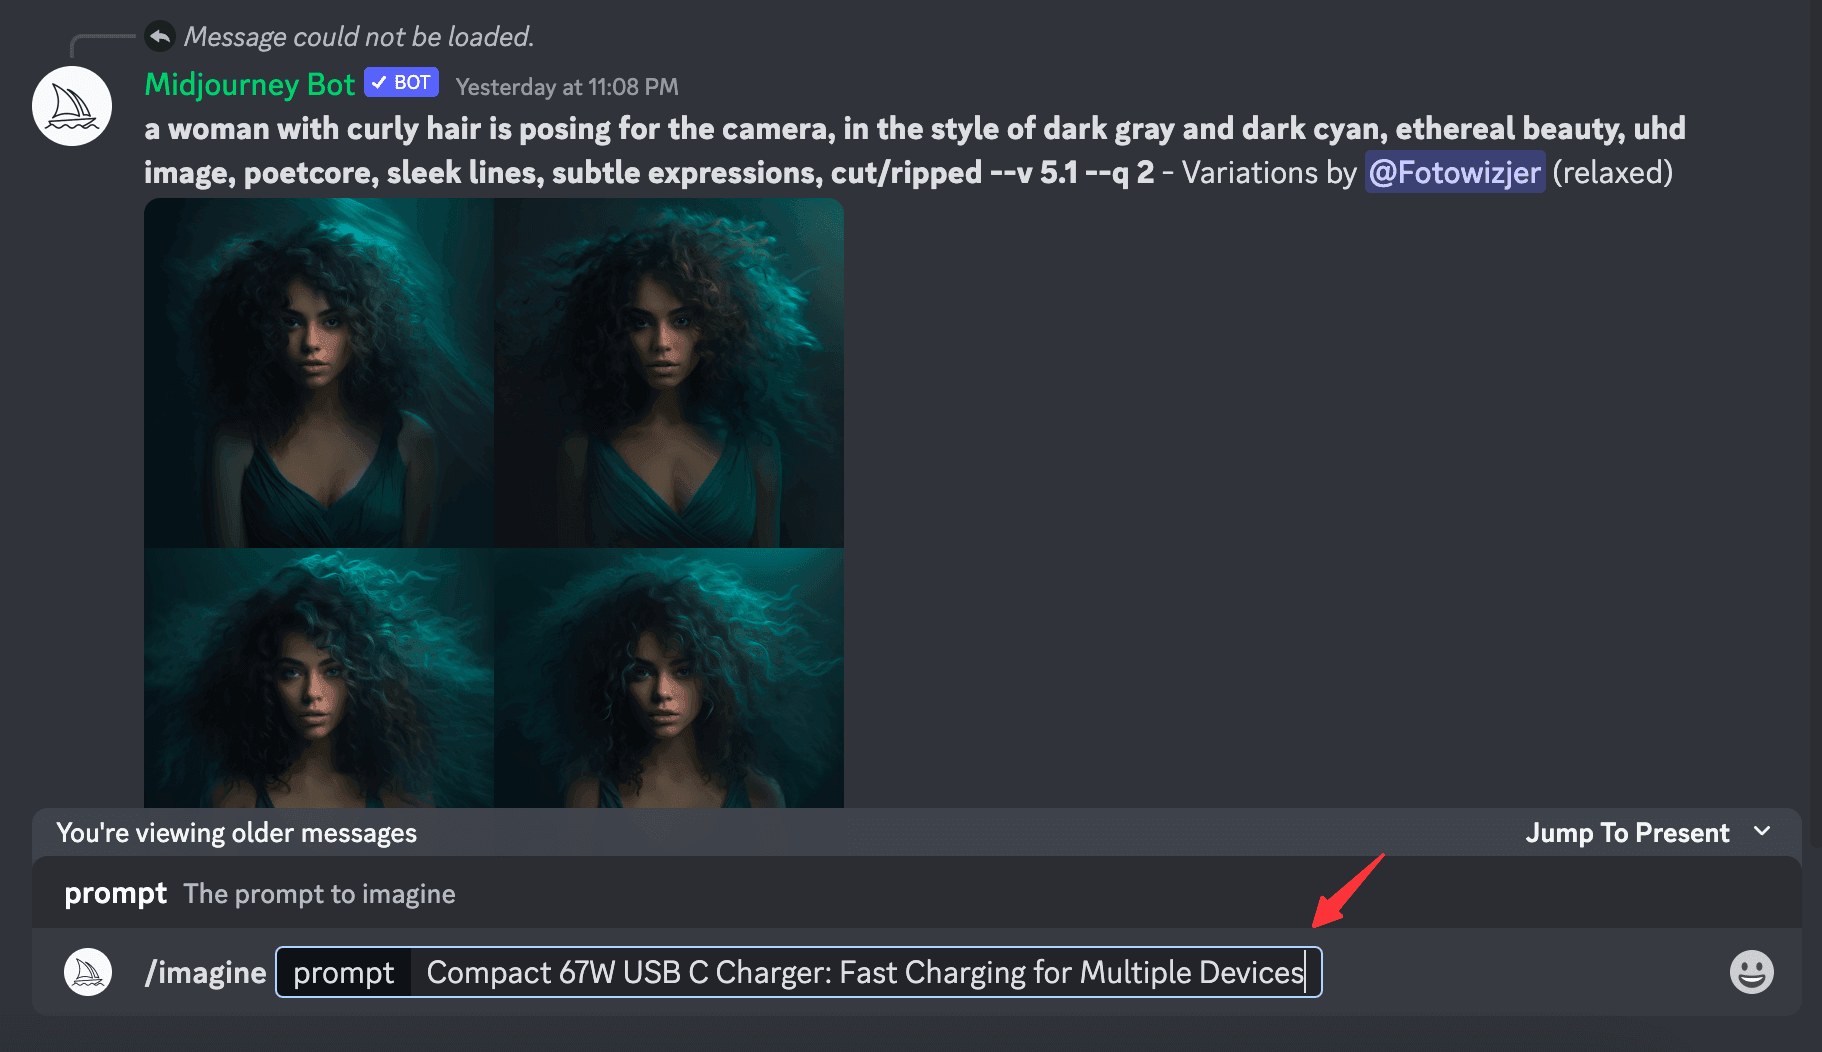 Message could not be loaded.
Midjourney Bot ✓ BOT Yesterday at 11:08 PM
a woman with curly hair is posing for the camera, in the style of dark gray and dark cyan, ethereal beauty, uhd
image, poetcore, sleek lines, subtle expressions, cut/ripped --v 5.1 --q 2 - Variations by @Fotowizjer (relaxed)
You're viewing older messages Jump To Present
prompt The prompt to imagine
/imagine prompt Compact 67W USB C Charger: Fast Charging for Multiple Devices